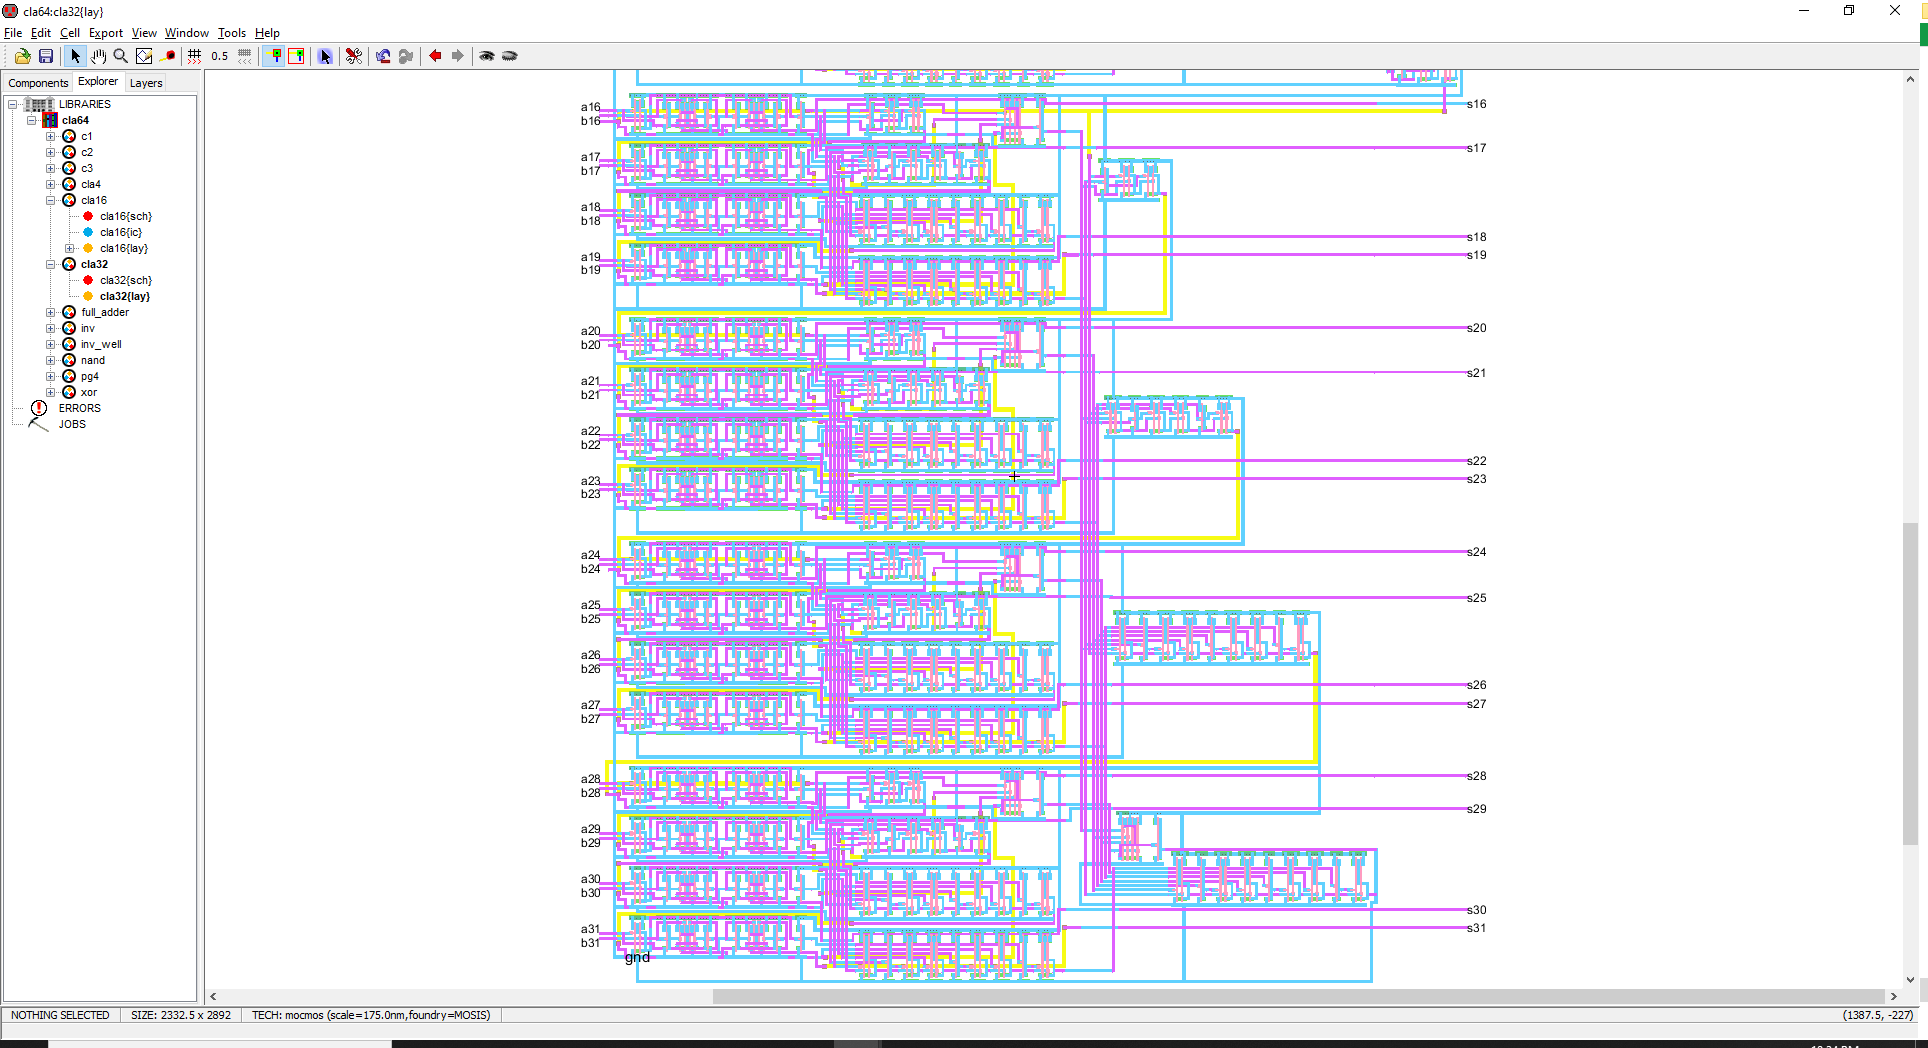 cla64:cla32{lay}
File Edit Cell Export View Window Tools Help
0.5
Components Explorer Layers
LIBRARIES
cla64
c1
c2
c3
cla4
cla16
cla16{sch}
cla16{ic}
cla16{lay}
cla32
cla32{sch}
cla32{lay}
full_adder
inv
inv_well
nand
pg4
xor
ERRORS
JOBS
a16
b16
s16
a17
b17
s17
a18
b18
s18
a19
b19
s19
a20
b20
s20
a21
b21
s21
a22
b22
s22
a23
b23
s23
a24
b24
s24
a25
b25
s25
a26
b26
s26
a27
b27
s27
a28
b28
s28
a29
b29
s29
a30
b30
s30
a31
b31
s31
gnd
NOTHING SELECTED SIZE: 2332.5 x 2892 TECH: mocmos (scale=175.0nm,foundry=MOSIS) (1387.5, -227)